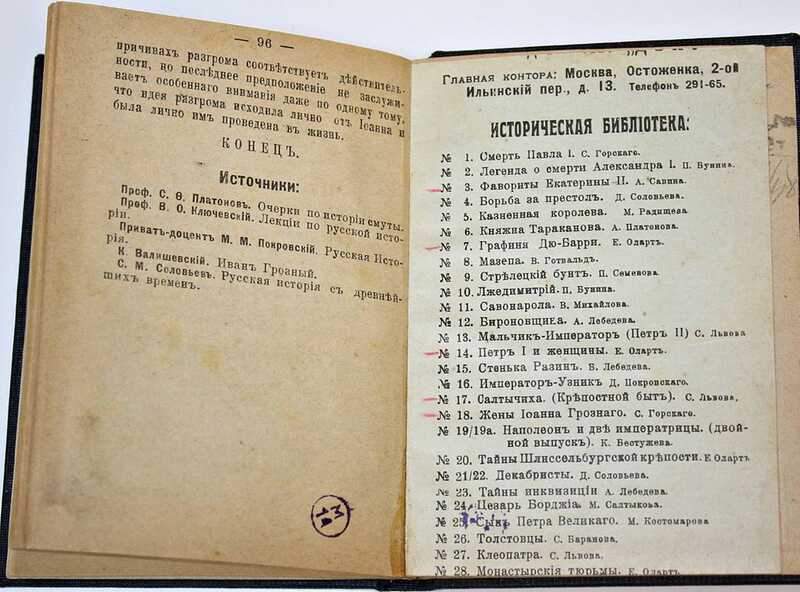 — 96 —
причинахъ разгрома соотвѣтствуетъ дѣйствитель-
ности, но послѣднее предположеніе не заслужи-
ваетъ особеннаго вниманія даже по одному тому,
что идея разгрома исходила лично отъ Іоанна и
была лично имъ проведена въ жизнь.
КОНЕЦЪ.
Источники:
Проф. С. Ѳ. Платоновъ. Очерки по исторіи смуты.
Проф. В. О. Ключевскій. Лекціи по русской исто-
ріи.
Приватъ-доцентъ М. М. Покровскій. Русская Исто-
рія.
К. Валишевскій. Иванъ Грозный.
С. М. Соловьевъ. Русская исторія съ древнѣй-
шихъ временъ.
Главная контора: Москва, Остоженка, 2-ой
Ильинскій пер., д. 13. Телефонъ 291-65.
ИСТОРИЧЕСКАЯ БИБЛІОТЕКА:
№ 1. Смерть Павла I. С. Горскаго.
№ 2. Легенда о смерти Александра I. П. Бунина.
№ 3. Фавориты Екатерины II. А. Савина.
№ 4. Борьба за престолъ. Д. Соловьева.
№ 5. Казненная королева. М. Радищева
№ 6. Княжна Тараканова. А. Платонова.
№ 7. Графиня Дю-Барри. Е. Олартъ.
№ 8. Мазепа. В. Готвальдъ.
№ 9. Стрѣлецкій бунтъ. П. Семенова.
№ 10. Лжедимитрій. П. Бунина.
№ 11. Савонарола. В. Михайлова.
№ 12. Бироновщина. А. Лебедева.
№ 13. Мальчикъ-Императоръ (Петръ II) С. Львова
№ 14. Петръ I и женщины. Е. Олартъ.
№ 15. Стенька Разинъ. В. Лебедева.
№ 16. Императоръ-Узникъ Д. Покровскаго.
№ 17. Салтычиха. (Крѣпостной бытъ). С. Львова,
№ 18. Жены Іоанна Грознаго. С. Горскаго.
№ 19/19а. Наполеонъ и двѣ императрицы. (двой-
ной выпускъ). К. Бестужева.
№ 20. Тайны Шлиссельбургской крѣпости. Е Олартъ
№ 21/22. Декабристы. Д. Соловьева.
№ 23. Тайны инквизиціи А. Лебедева.
№ 24. Цезарь Борджіа. М. Салтыкова.
№ 25. Сынъ Петра Великаго. М. Костомарова
№ 26. Толстовцы. С. Баранова.
№ 27. Клеопатра. С. Львова.
№ 28. Монастырскія тюрьмы. Е. Олартъ.